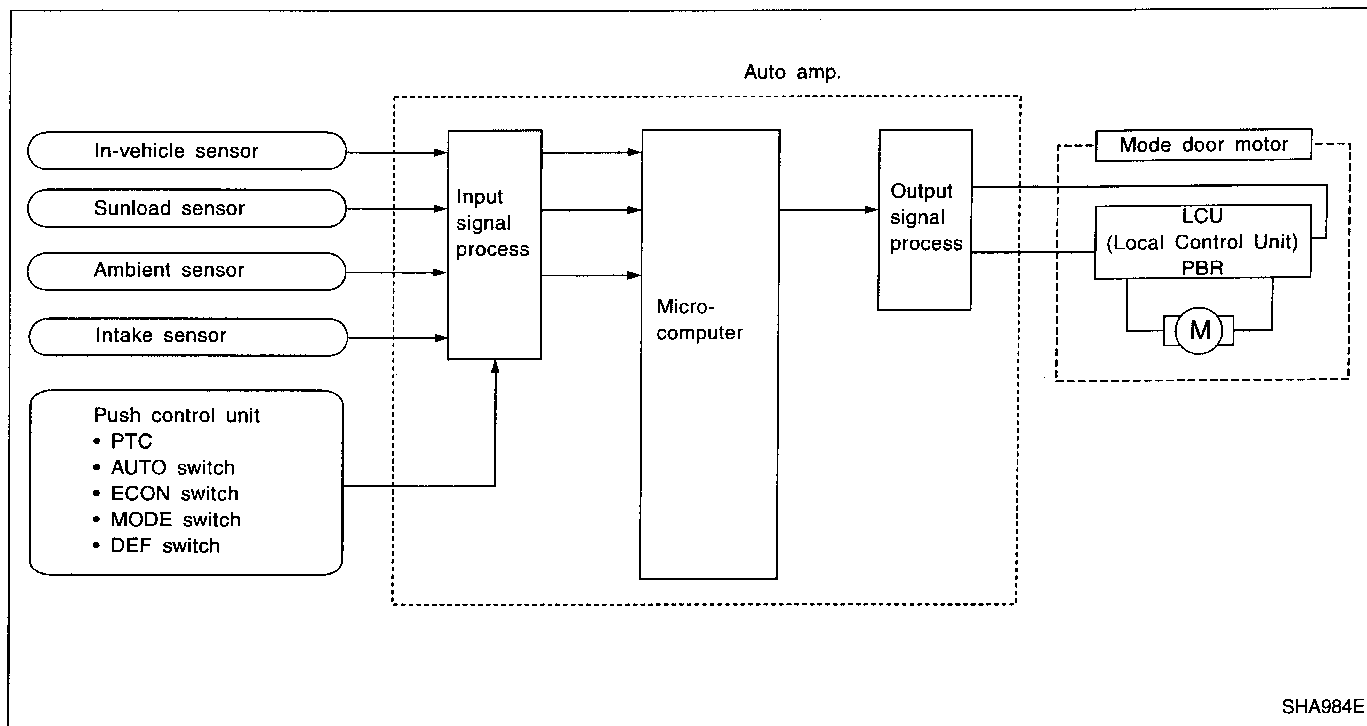 Auto amp.
In-vehicle sensor
Sunload sensor
Ambient sensor
Intake sensor
Push control unit
• PTC
• AUTO switch
• ECON switch
• MODE switch
• DEF switch
Input
signal
process
Micro-
computer
Output
signal
process
Mode door motor
LCU
(Local Control Unit)
PBR
M
SHA984E